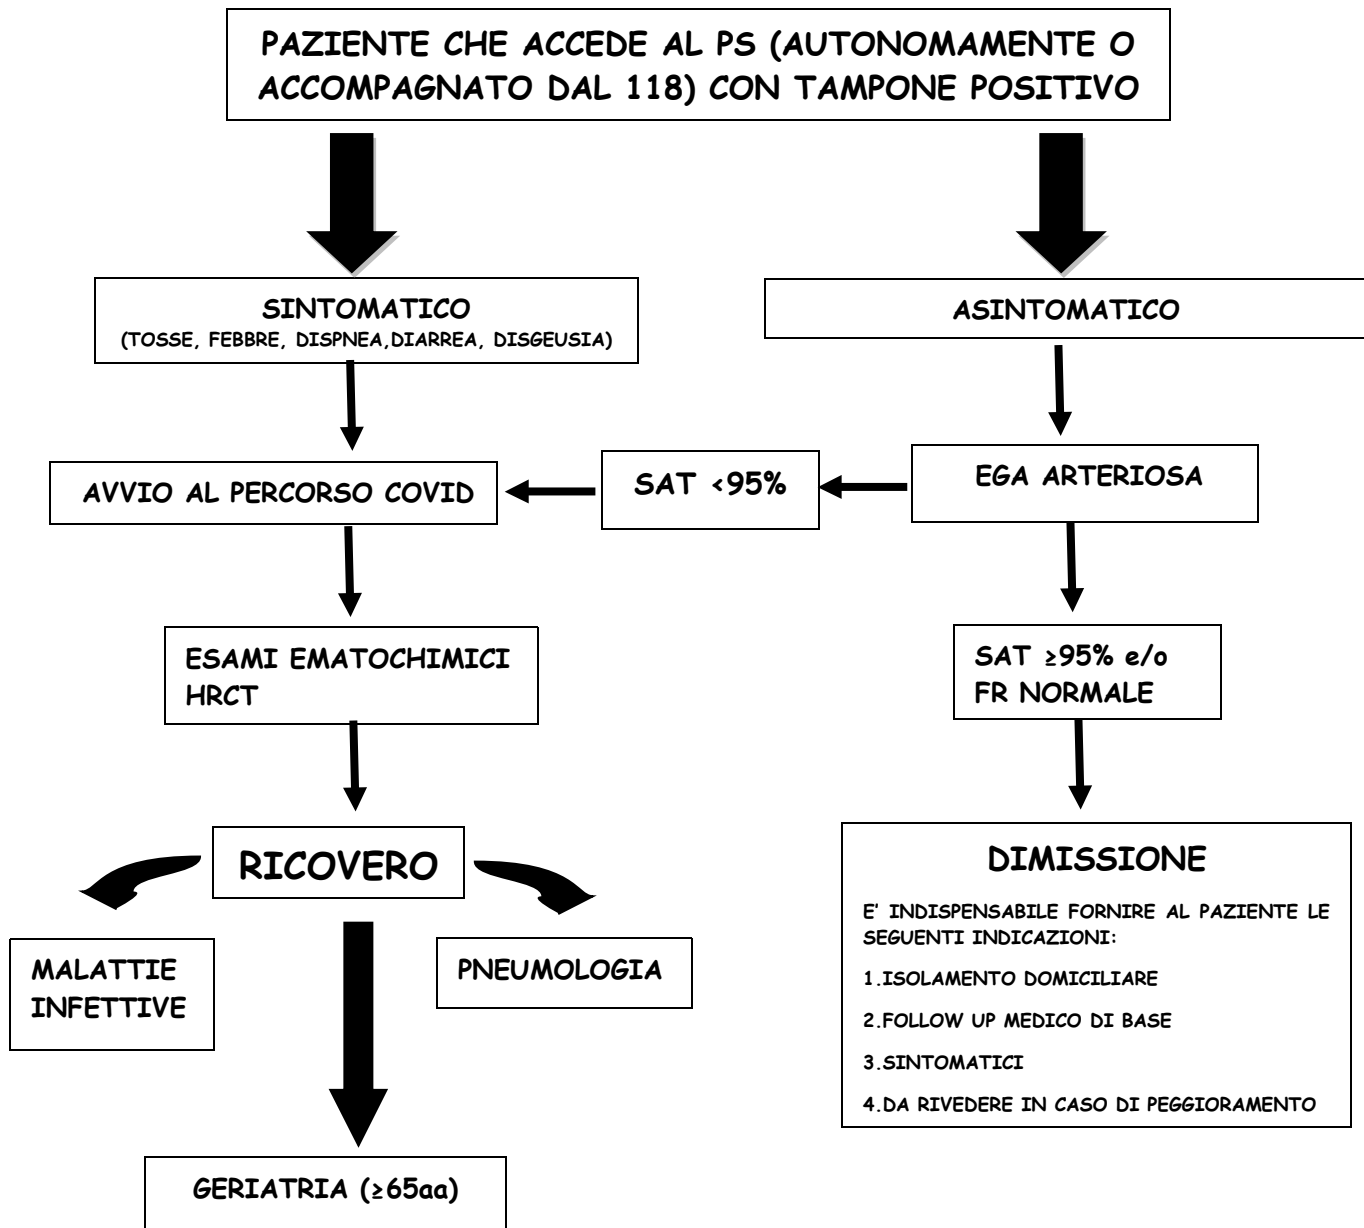 PAZIENTE CHE ACCEDE AL PS (AUTONOMAMENTE O
ACCOMPAGNATO DAL 118) CON TAMPONE POSITIVO
SINTOMATICO
(TOSSE, FEBBRE, DISPNEA,DIARREA, DISGEUSIA)
ASINTOMATICO
AVVIO AL PERCORSO COVID
SAT <95%
EGA ARTERIOSA
ESAMI EMATOCHIMICI
HRCT
SAT ≥95% e/o
FR NORMALE
RICOVERO
MALATTIE
INFETTIVE
PNEUMOLOGIA
GERIATRIA (≥65aa)
DIMISSIONE
E' INDISPENSABILE FORNIRE AL PAZIENTE LE
SEGUENTI INDICAZIONI:
1.ISOLAMENTO DOMICILIARE
2.FOLLOW UP MEDICO DI BASE
3.SINTOMATICI
4.DA RIVEDERE IN CASO DI PEGGIORAMENTO